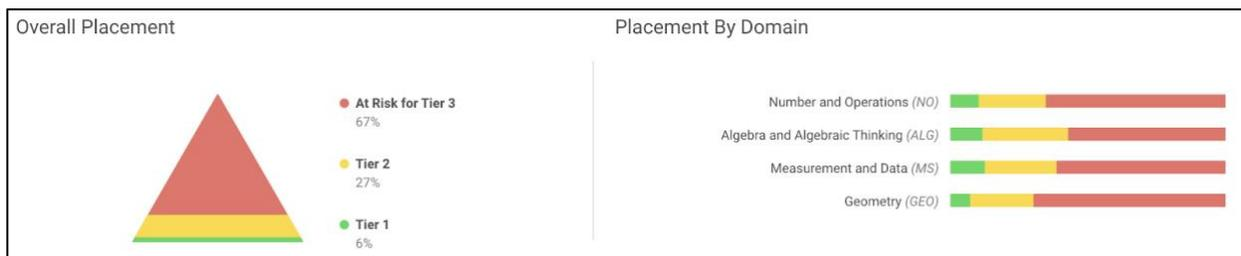 Overall Placement
At Risk for Tier 3
67%
Tier 2
27%
Tier 1
6%
Placement By Domain
Number and Operations (NO)
Algebra and Algebraic Thinking (ALG)
Measurement and Data (MS)
Geometry (GEO)